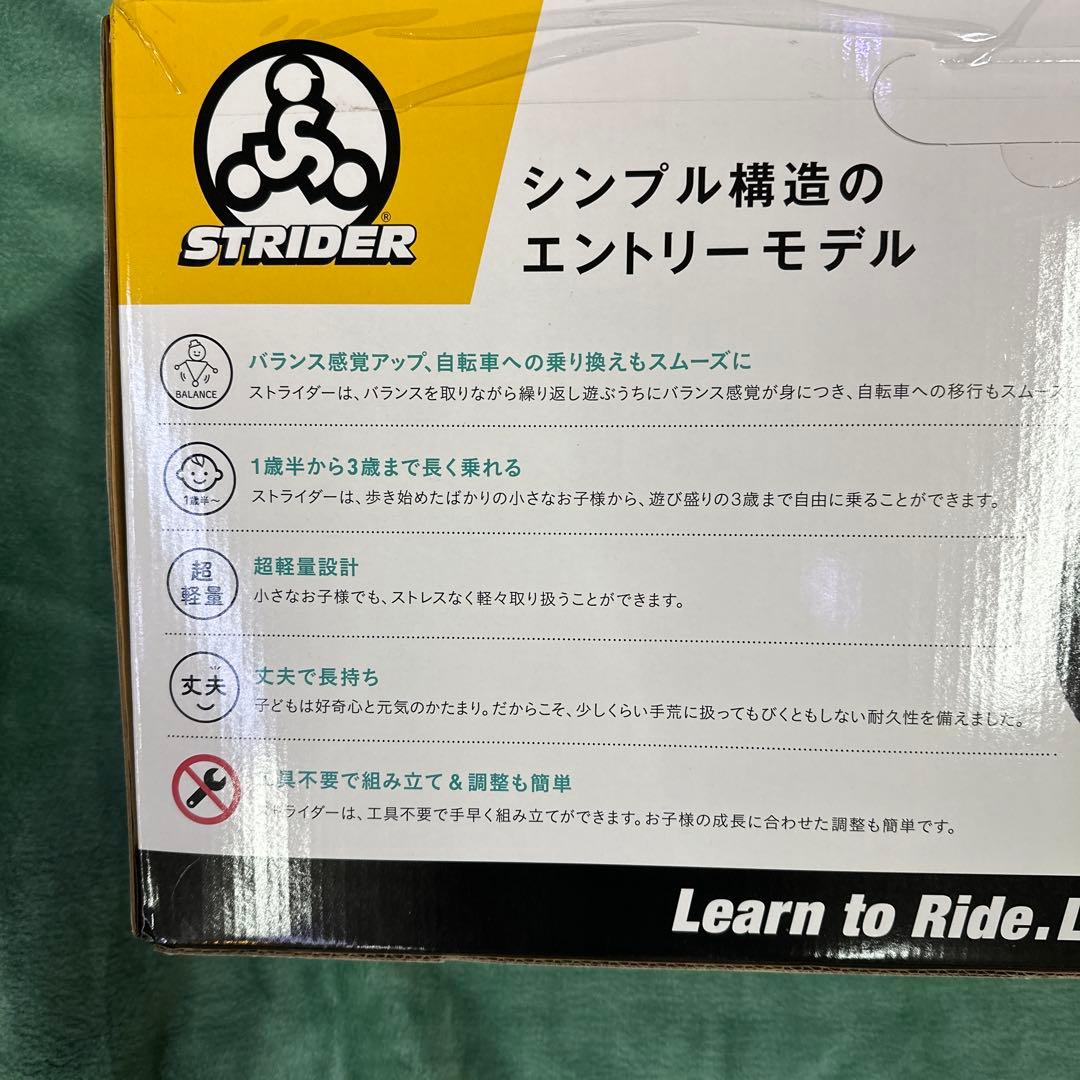 STRIDER®
シンプル構造の
エントリーモデル
BALANCE
バランス感覚アップ、自転車への乗り換えもスムーズに
ストライダーは、バランスを取りながら繰り返し遊ぶうちにバランス感覚が身につき、自転車への移行もスムース
1歳半〜
1歳半から3歳まで長く乗れる
ストライダーは、歩き始めたばかりの小さなお子様から、遊び盛りの3歳まで自由に乗ることができます。
超
軽量
超軽量設計
小さなお子様でも、ストレスなく軽々取り扱うことができます。
丈夫
丈夫で長持ち
子どもは好奇心と元気のかたまり。だからこそ、少しくらい手荒に扱ってもびくともしない耐久性を備えました。
具不要で組み立て&調整も簡単
トライダーは、工具不要で手早く組み立てができます。お子様の成長に合わせた調整も簡単です。
Learn to Ride.L